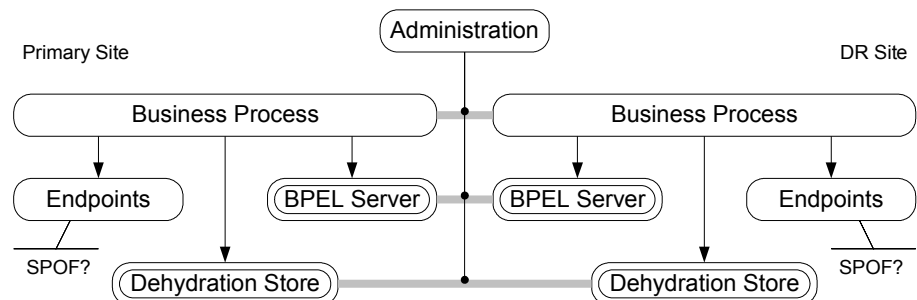 Administration
Primary Site
DR Site
Business Process
Business Process
Endpoints
BPEL Server
BPEL Server
Endpoints
SPOF?
SPOF?
Dehydration Store
Dehydration Store